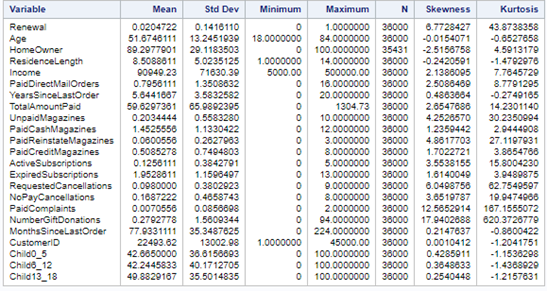 Variable Mean Std Dev Minimum Maximum N Skewness Kurtosis
Renewal 0.0204722 0.1416110 0 1.0000000 36000 6.7728427 43.8738358
Age 51.6746111 13.2451939 18.0000000 84.0000000 36000 -0.0154071 -0.6527658
HomeOwner 89.2977901 29.1183503 0 100.0000000 35431 -2.5156758 4.5913179
ResidenceLength 8.5088611 5.0235125 1.0000000 14.0000000 36000 -0.2420591 -1.4792976
Income 90949.23 71630.39 5000.00 500000.00 36000 2.1386095 7.7645729
PaidDirectMailOrders 0.7956111 1.3508632 0 16.0000000 36000 2.5086469 8.7791295
YearsSinceLastOrder 5.6441667 3.5832582 0 20.0000000 36000 0.4863664 -0.2749165
TotalAmountPaid 59.6297361 65.9892395 0 1304.73 36000 2.6547686 14.2301140
UnpaidMagazines 0.2034444 0.5583280 0 10.0000000 36000 4.2526570 30.2350994
PaidCashMagazines 1.4525556 1.1330422 0 12.0000000 36000 1.2359442 2.9444908
PaidReinstateMagazines 0.0600556 0.2627963 0 3.0000000 36000 4.8617703 27.1197931
PaidCreditMagazines 0.5085278 0.7494803 0 8.0000000 36000 1.7022721 3.8654766
ActiveSubscriptions 0.1256111 0.3842791 0 5.0000000 36000 3.5538155 15.8004230
ExpiredSubscriptions 1.9528611 1.1596497 0 13.0000000 36000 1.6140049 3.9489875
RequestedCancellations 0.0980000 0.3802923 0 9.0000000 36000 6.0498756 62.7549597
NoPayCancellations 0.1687222 0.4658743 0 8.0000000 36000 3.6519787 19.9474966
PaidComplaints 0.0070556 0.0856698 0 2.0000000 36000 12.5652914 167.1555072
NumberGiftDonations 0.2792778 1.5609344 0 94.0000000 36000 17.9402688 620.3726779
MonthsSinceLastOrder 77.9331111 35.3487625 0 224.0000000 36000 0.2147637 -0.8600422
CustomerID 22493.62 13002.98 1.0000000 45000.00 36000 0.0010412 -1.2041751
Child0_5 42.6650000 36.6156693 0 100.0000000 36000 0.4285911 -1.1536298
Child6_12 42.2445833 40.1712705 0 100.0000000 36000 0.3648633 -1.4368929
Child13_18 49.8829167 35.5014835 0 100.0000000 36000 0.2540448 -1.2157631